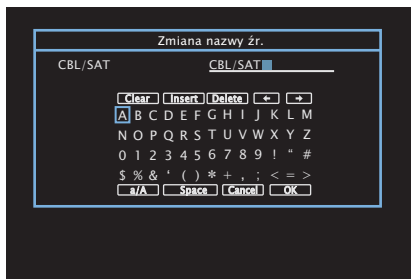 Zmiana nazwy źr.
CBL/SAT CBL/SAT
Clear Insert Delete ← →
A B C D E F G H I J K L M
N O P Q R S T U V W X Y Z
0 1 2 3 4 5 6 7 8 9 ! “ #
$ % & ‘ ( ) * + , ; < = >
a/A Space Cancel OK